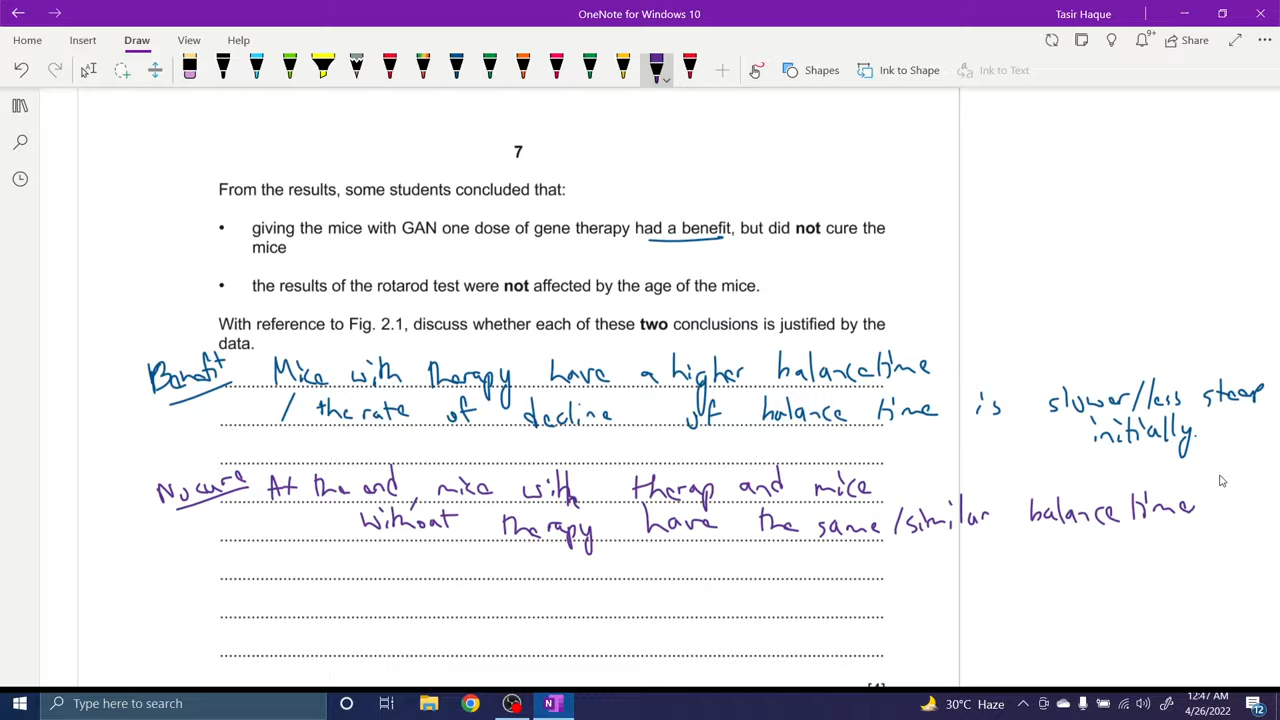 OneNote for Windows 10
Tasir Haque
Home Insert Draw View Help
9+
Share
Shapes
Ink to Shape
Ink to Text
7
From the results, some students concluded that:
• giving the mice with GAN one dose of gene therapy had a benefit, but did not cure the
mice
• the results of the rotarod test were not affected by the age of the mice.
With reference to Fig. 2.1, discuss whether each of these two conclusions is justified by the
data.
Benefit Mice with therapy have a higher balance time
/ the rate of decline of balance time is slower/less steep
initially.
No cure At the end, mice with therap and mice
without therapy have the same/similar balance time
[4]
Type here to search
30°C Haze
12:47 AM
4/26/2022
12